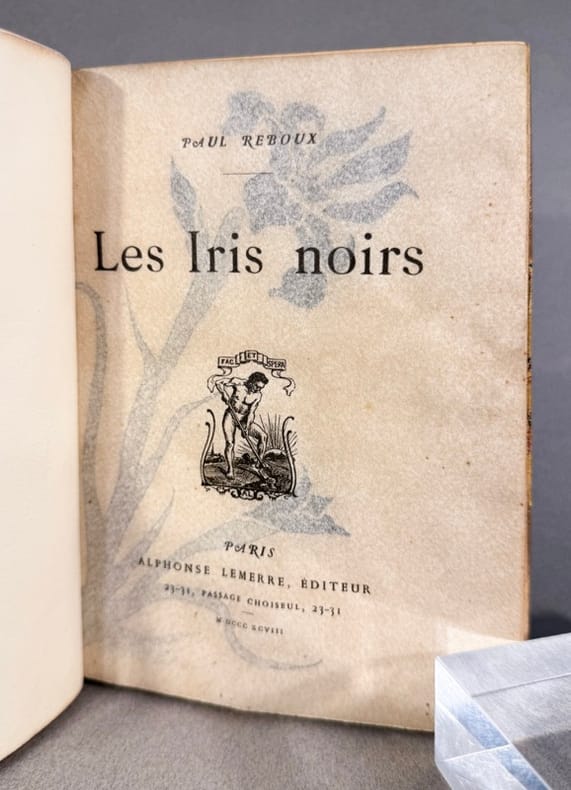 PAUL REBOUX
Les Iris noirs
FAC ET SPERA
AL
PARIS
ALPHONSE LEMERRE, ÉDITEUR
23-31, PASSAGE CHOISEUL, 23-31
M DCCC XCVIII